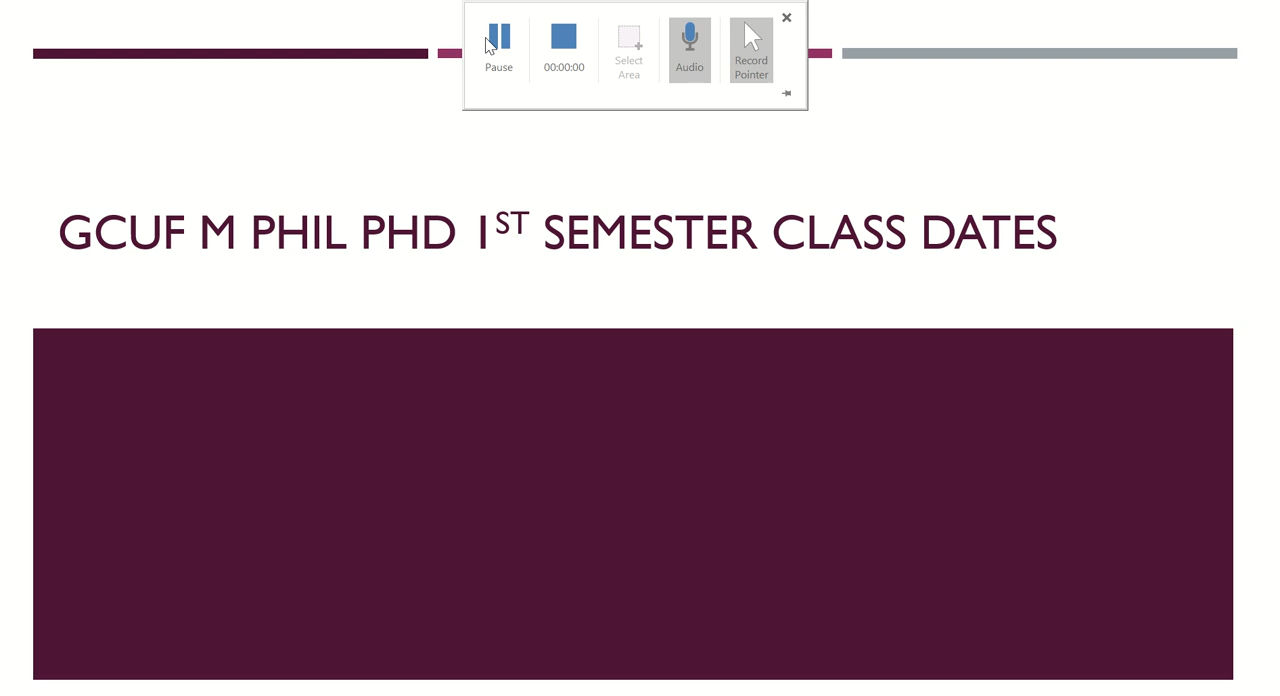 Pause
00:00:00
Select
Area
Audio
Record
Pointer
GCUF M PHIL PHD 1ST SEMESTER CLASS DATES